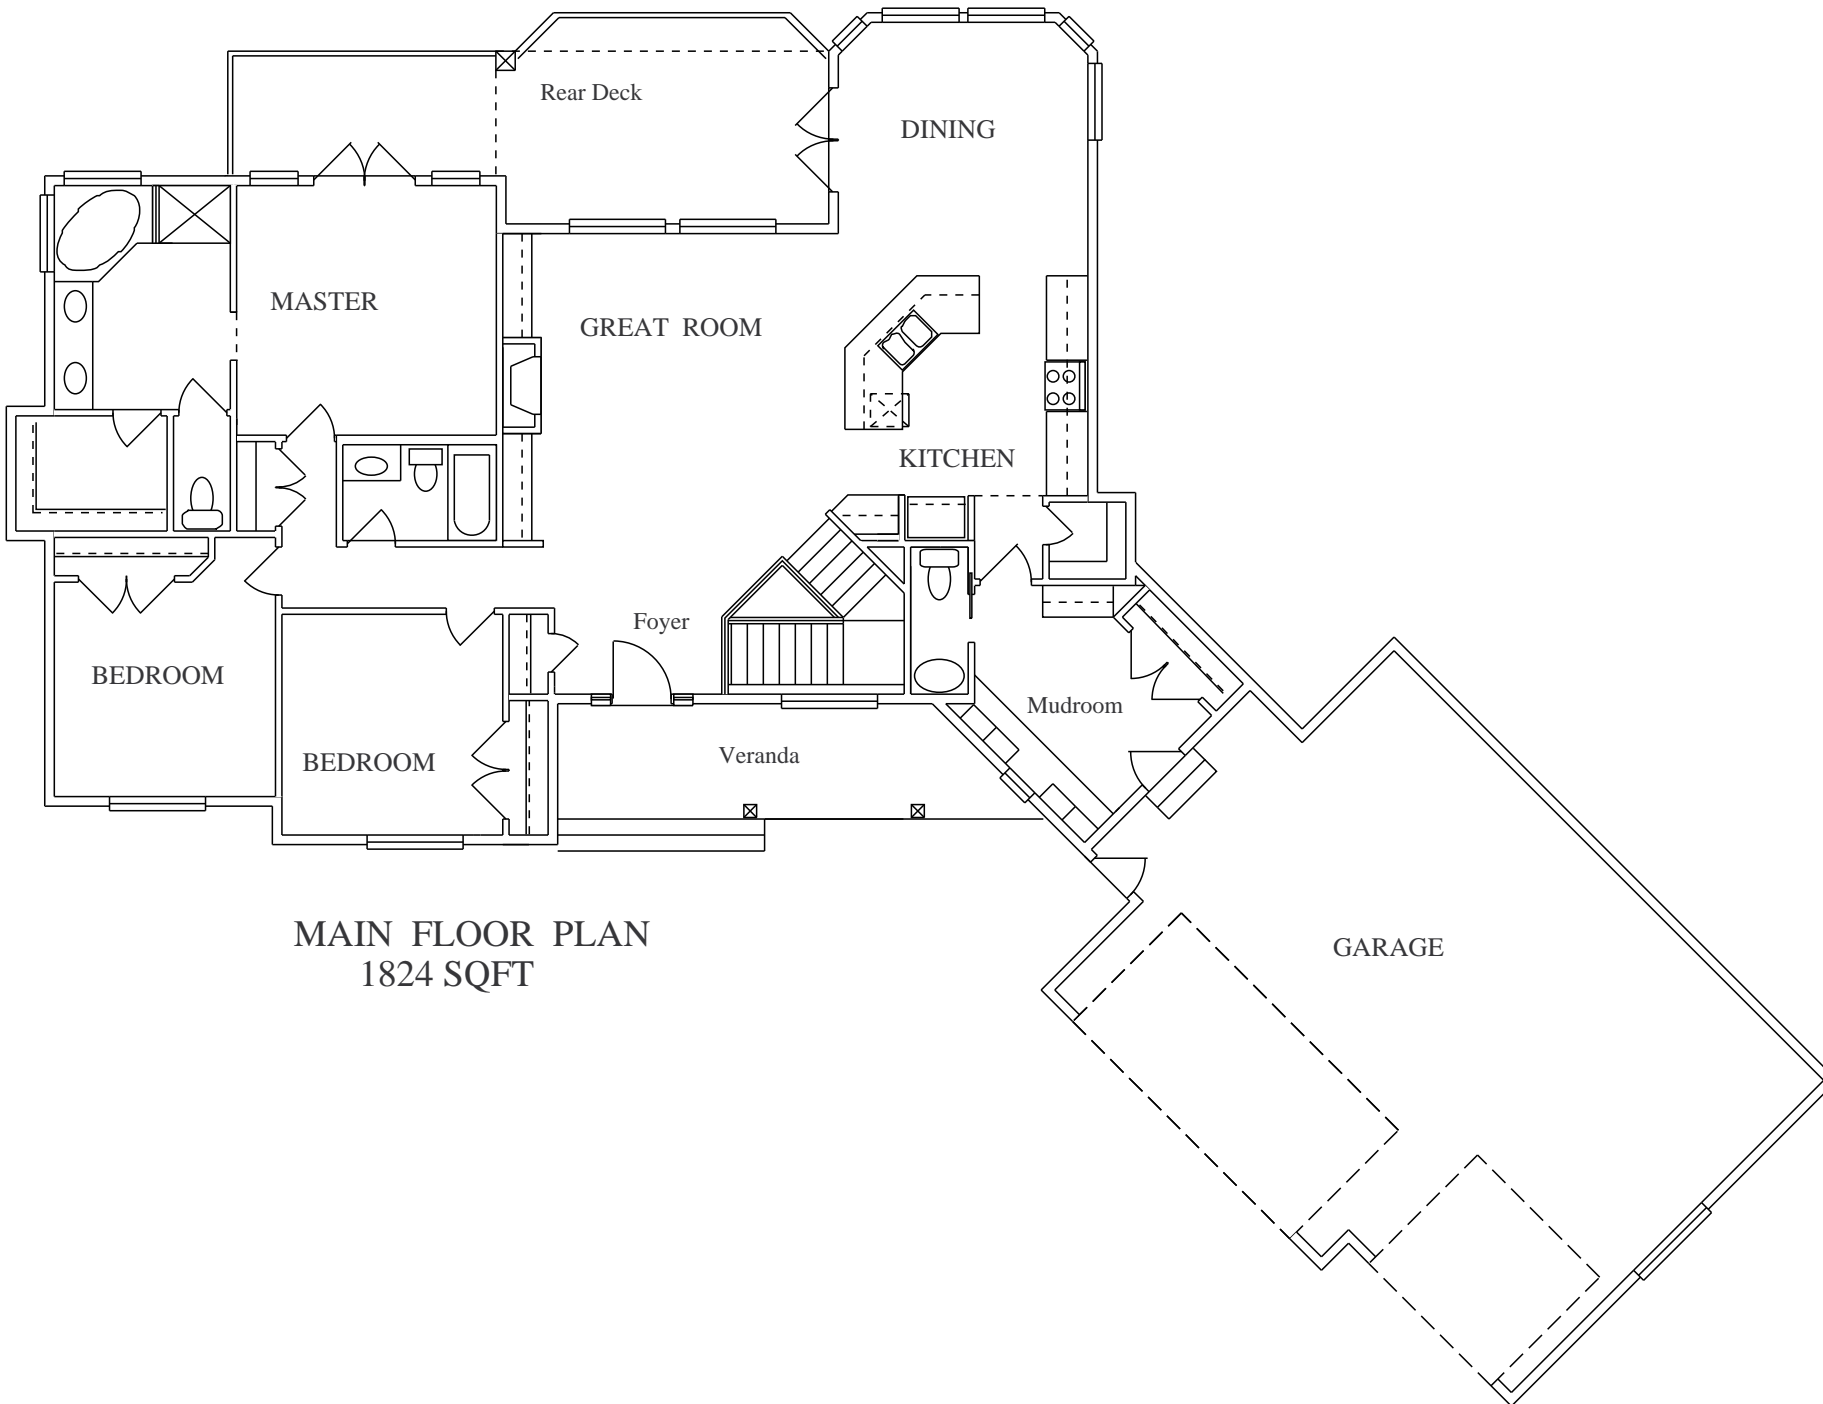 Rear Deck
DINING
MASTER
GREAT ROOM
KITCHEN
Foyer
BEDROOM
Mudroom
BEDROOM
Veranda
MAIN FLOOR PLAN
1824 SQFT
GARAGE